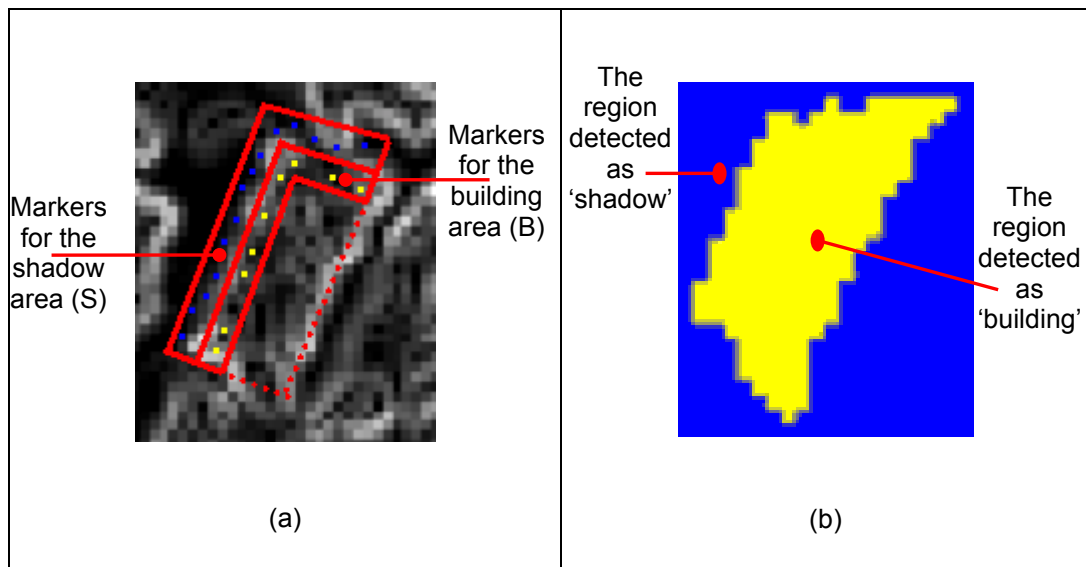 Markers
for the
shadow
area (S)
Markers
for the
building
area (B)
(a)
The
region
detected
as
‘shadow’
The
region
detected
as
‘building’
(b)